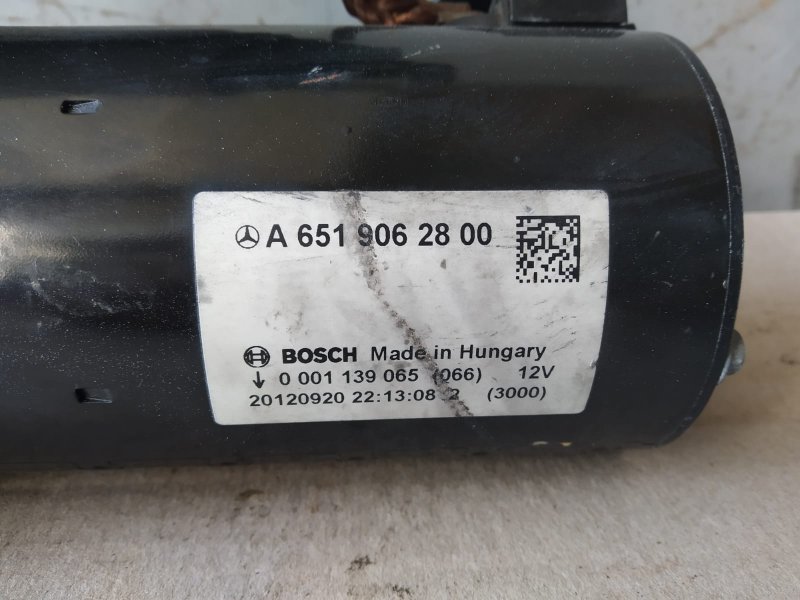 A 651 906 28 00
BOSCH Made in Hungary
0 001 139 065 (066) 12V
20120920 22:13:08 2 (3000)